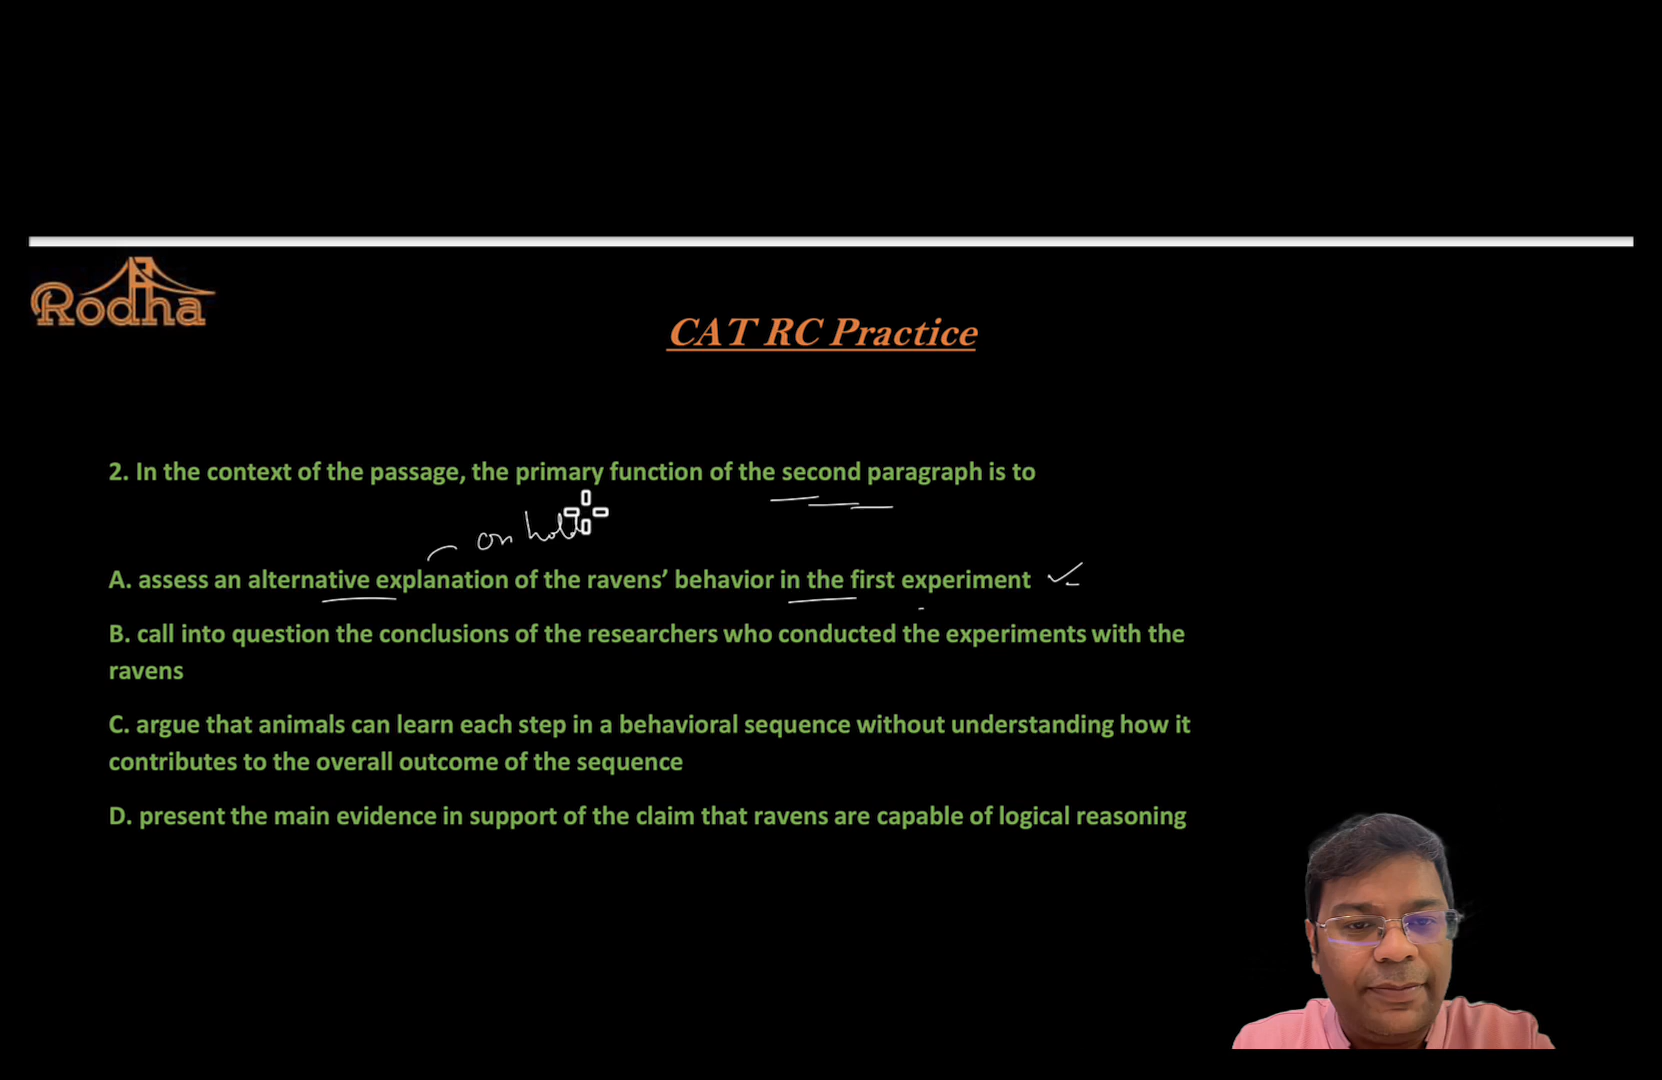 Rodha
CAT RC Practice
2. In the context of the passage, the primary function of the second paragraph is to
on hold
A. assess an alternative explanation of the ravens’ behavior in the first experiment
B. call into question the conclusions of the researchers who conducted the experiments with the
ravens
C. argue that animals can learn each step in a behavioral sequence without understanding how it
contributes to the overall outcome of the sequence
D. present the main evidence in support of the claim that ravens are capable of logical reasoning